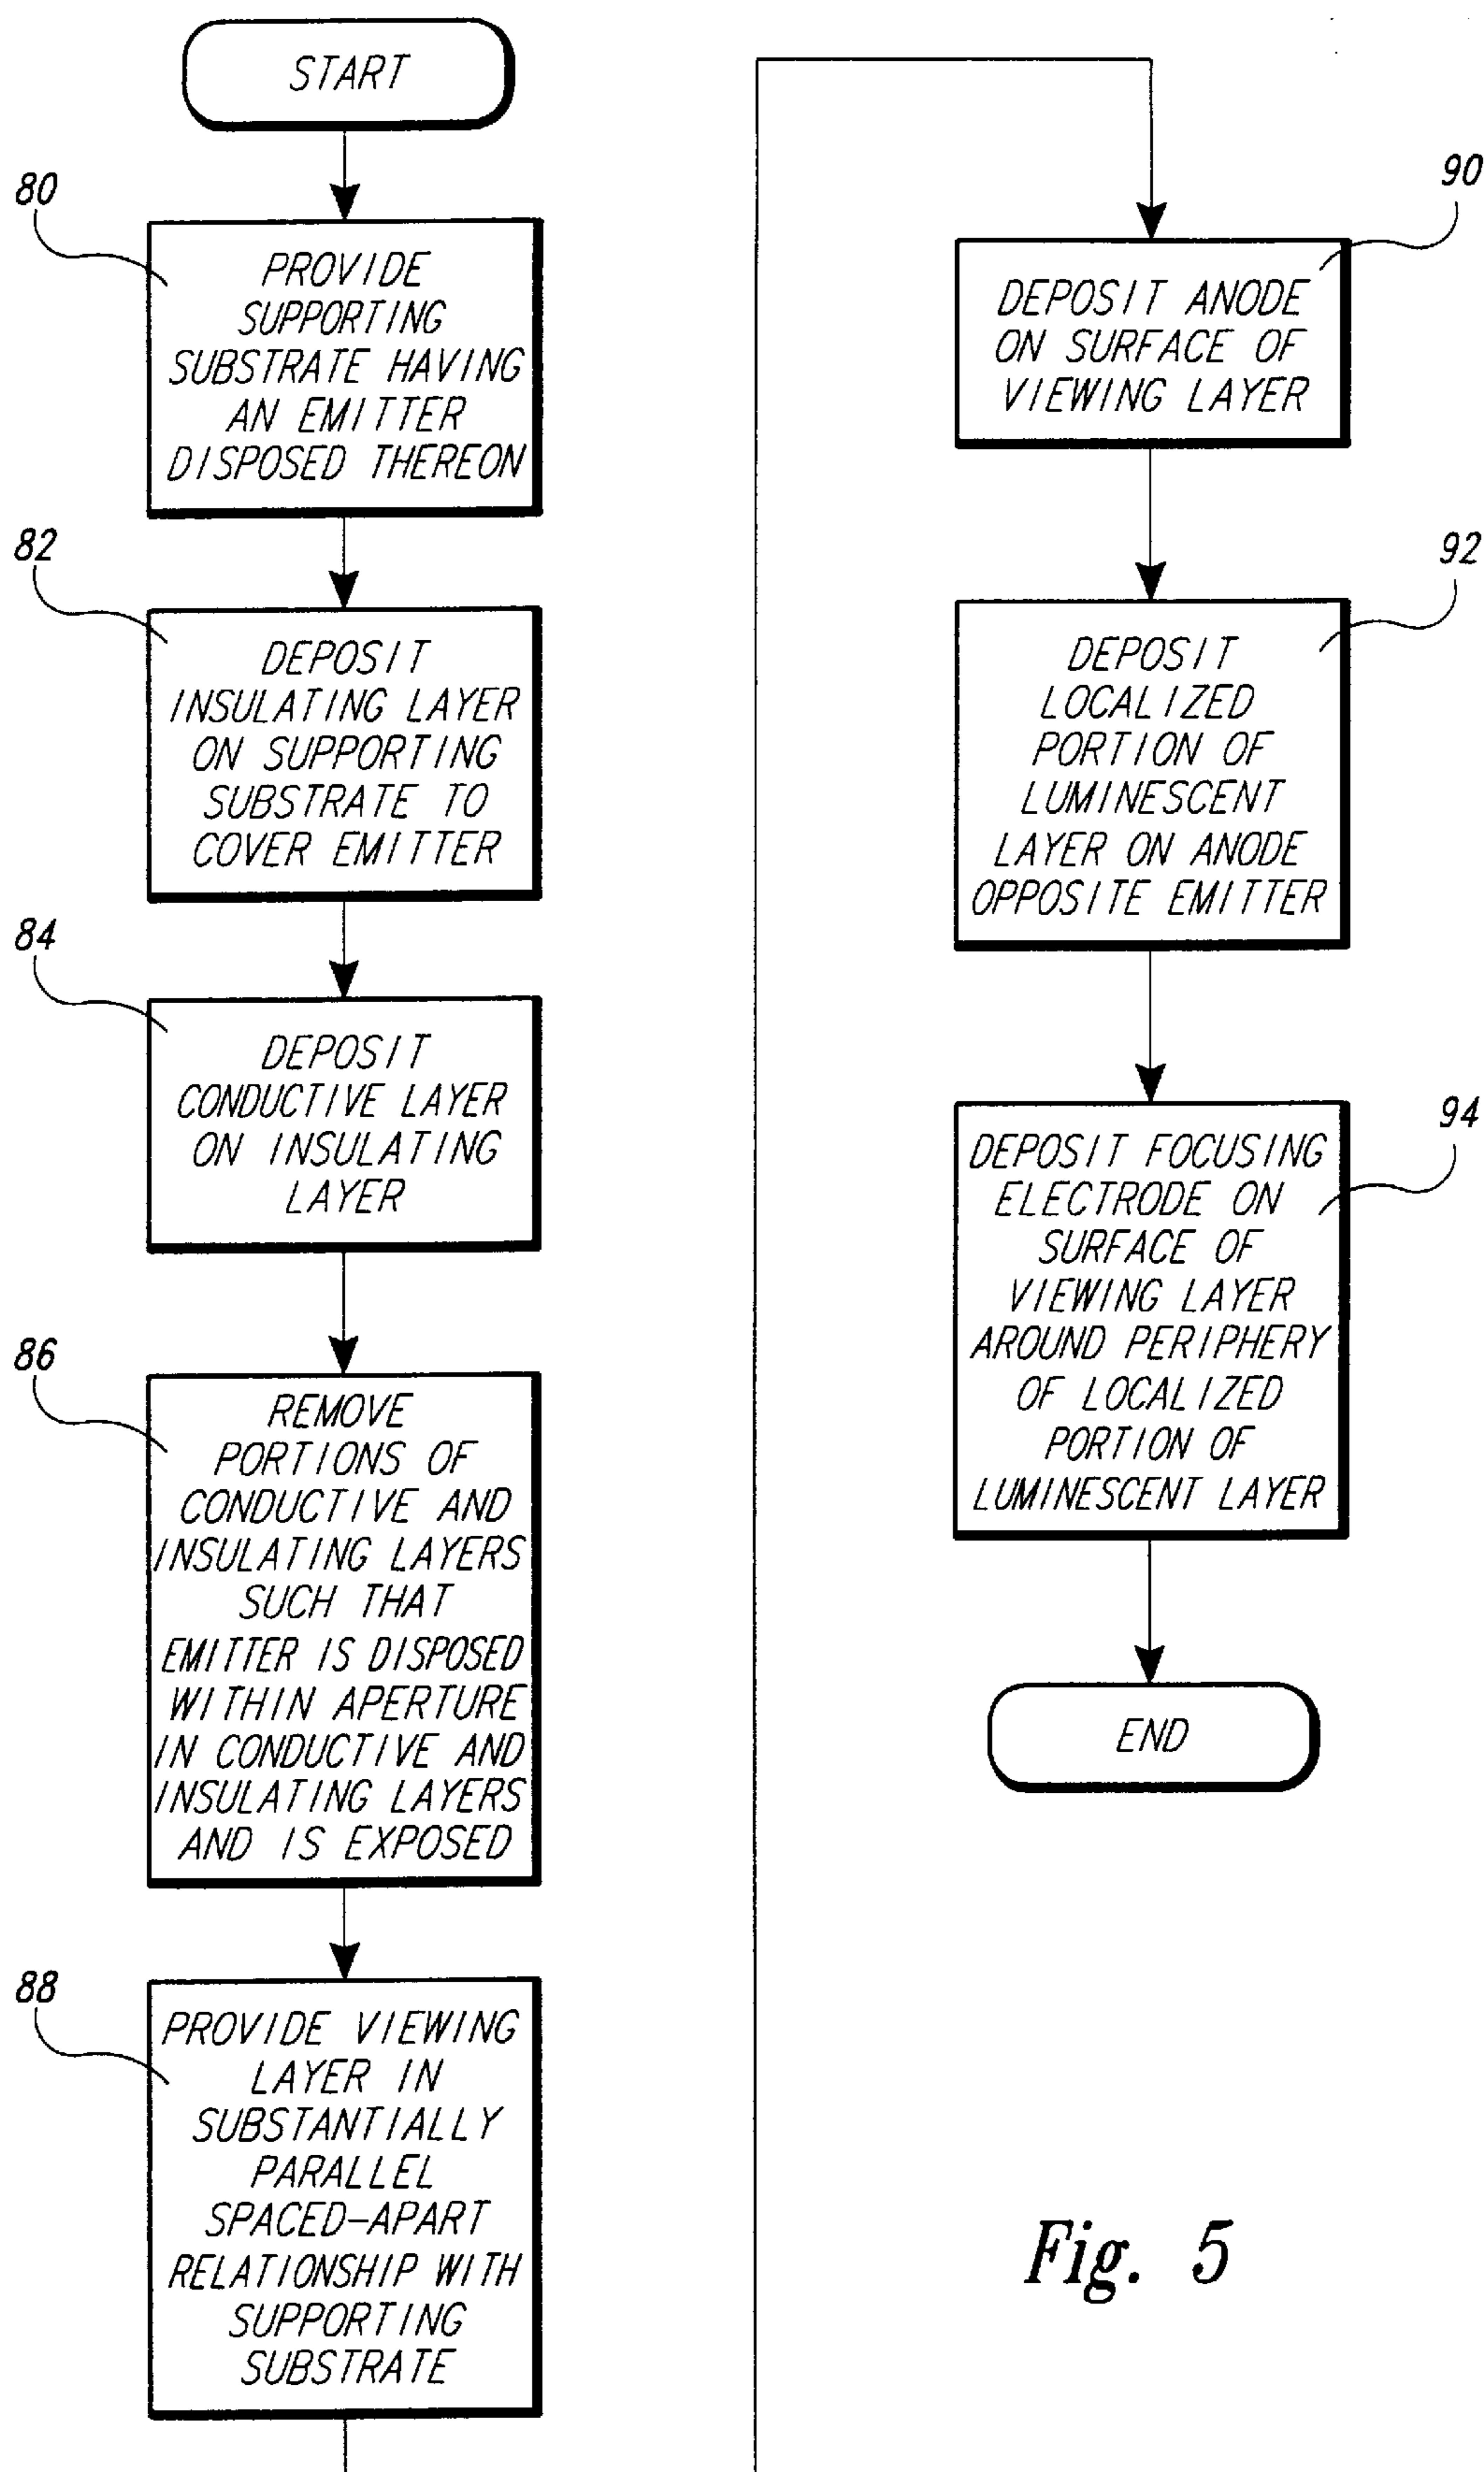 START
80
PROVIDE
SUPPORTING
SUBSTRATE HAVING
AN EMITTER
DISPOSED THEREON
82
DEPOSIT
INSULATING LAYER
ON SUPPORTING
SUBSTRATE TO
COVER EMITTER
84
DEPOSIT
CONDUCTIVE LAYER
ON INSULATING
LAYER
86
REMOVE
PORTIONS OF
CONDUCTIVE AND
INSULATING LAYERS
SUCH THAT
EMITTER IS DISPOSED
WITHIN APERTURE
IN CONDUCTIVE AND
INSULATING LAYERS
AND IS EXPOSED
88
PROVIDE VIEWING
LAYER IN
SUBSTANTIALLY
PARALLEL
SPACED-APART
RELATIONSHIP WITH
SUPPORTING
SUBSTRATE
90
DEPOSIT ANODE
ON SURFACE OF
VIEWING LAYER
92
DEPOSIT
LOCALIZED
PORTION OF
LUMINESCENT
LAYER ON ANODE
OPPOSITE EMITTER
94
DEPOSIT FOCUSING
ELECTRODE ON
SURFACE OF
VIEWING LAYER
AROUND PERIPHERY
OF LOCALIZED
PORTION OF
LUMINESCENT LAYER
END
Fig. 5